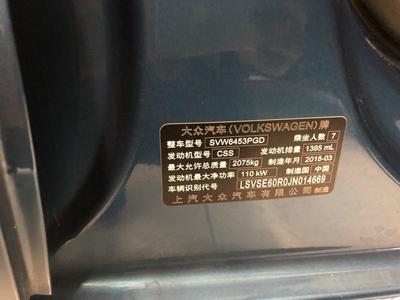 大众汽车(VOLKSWAGEN)牌 乘坐人数 7
整车型号 SVW6453PGD
发动机型号 CSS 发动机排量 1395 mL
最大允许总质量 2075kg 制造年月 2018-03
发动机最大净功率 110 kW 制造国 中国
车辆识别代号 LSVSE60R0JN014669
上汽大众汽车有限公司制造